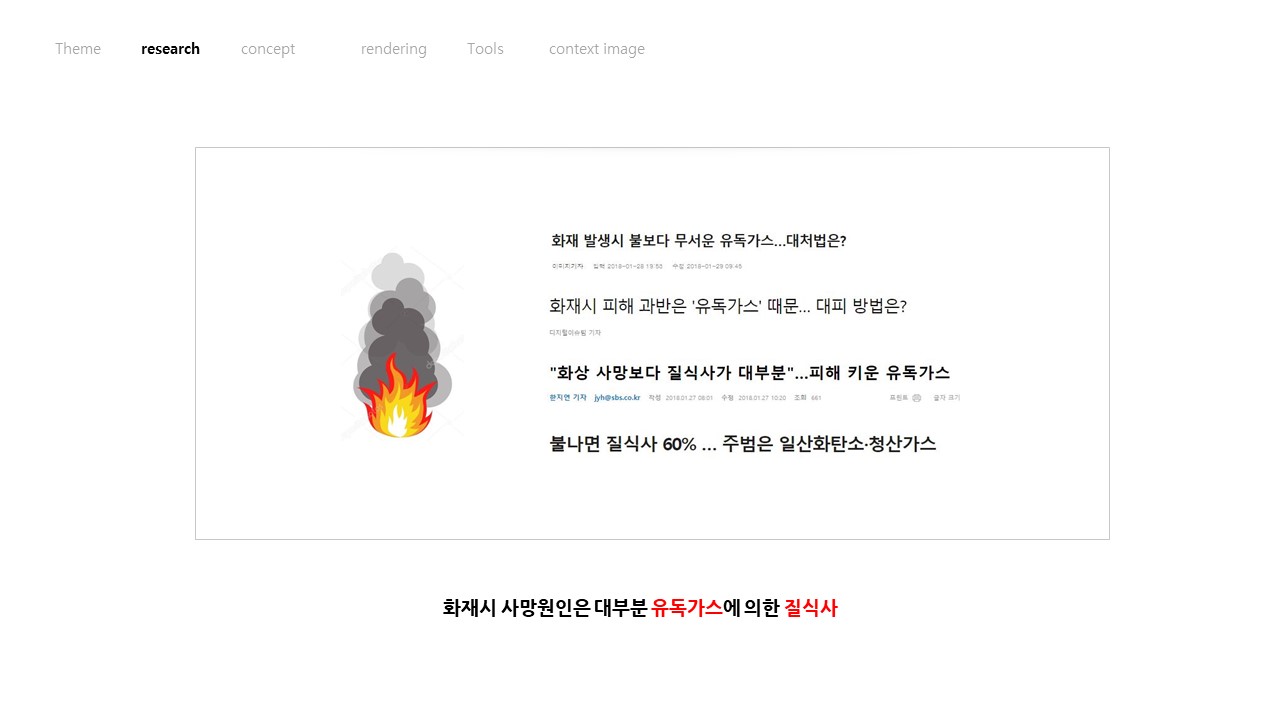 Theme research concept rendering Tools context image
화재 발생시 불보다 무서운 유독가스...대처법은?
입력 2018-01-28 19:50 수정 2018-01-29 09:45
화재시 피해 과반은 '유독가스' 때문... 대피 방법은?
디지털이슈팀 기자
"화상 사망보다 질식사가 대부분"...피해 키운 유독가스
한지연 기자 jyh@sbs.co.kr 작성 2018.01.27 08:01 수정 2018.01.27 10:20 조회 661 프린트 글자 크기
불나면 질식사 60% ... 주범은 일산화탄소·청산가스
화재시 사망원인은 대부분 유독가스에 의한 질식사